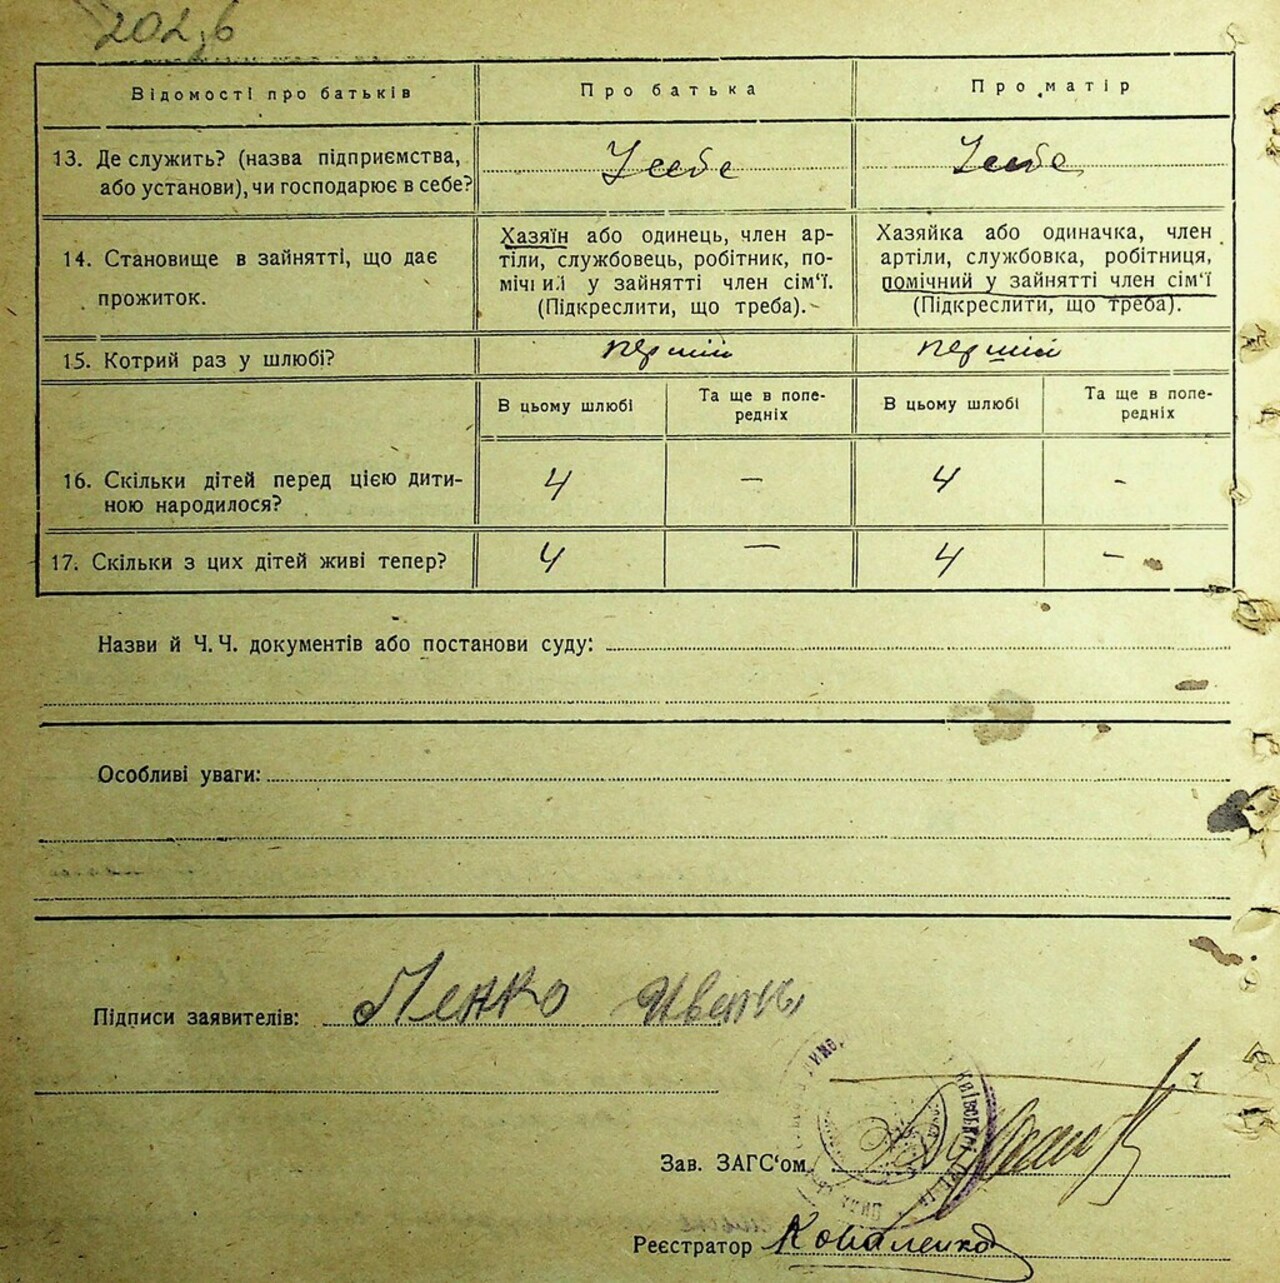 Відомості про батьків
Про батька
Про матір
13. Де служить? (назва підприємства, або установи), чи господарює в себе?
У себе
У себе
14. Становище в зайнятті, що дає прожиток.
Хазяїн або одинець, член ар-
тіли, службовець, робітник, по-
мічний у зайнятті член сім'ї.
(Підкреслити, що треба).
Хазяйка або одиначка, член
артіли, службовка, робітниця,
помічний у зайнятті член сім'ї
(Підкреслити, що треба).
15. Котрий раз у шлюбі?
перший
перший
В цьому шлюбі
Та ще в попе-
редніх
В цьому шлюбі
Та ще в попе-
редніх
16. Скільки дітей перед цією дити-
ною народилося?
4
—
4
-
17. Скільки з цих дітей живі тепер?
4
—
4
—
Назви й Ч. Ч. документів або постанови суду:
Особливі уваги:
Підписи заявителів:
Зав. ЗАГС'ом
Реєстратор Коваленко